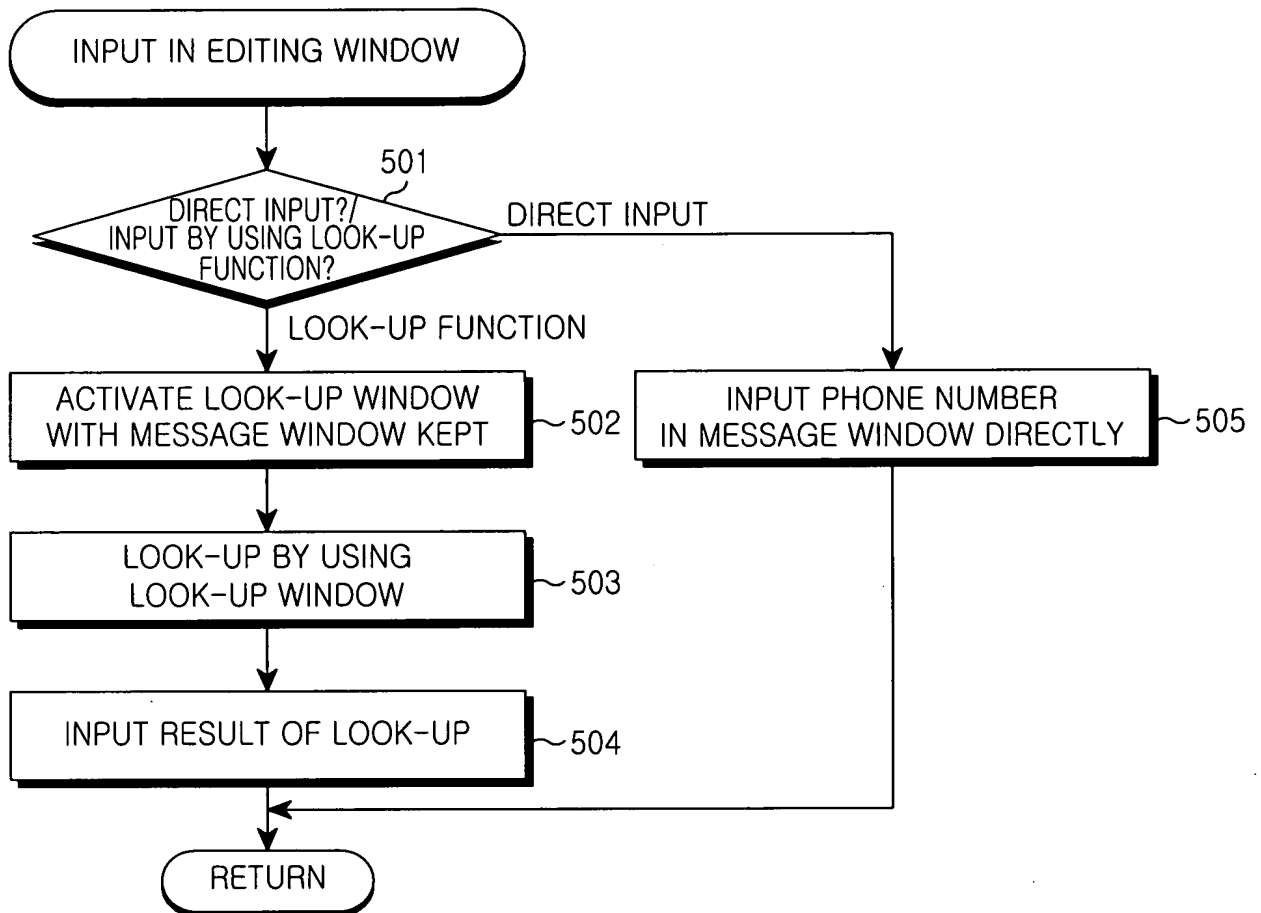 INPUT IN EDITING WINDOW
501
DIRECT INPUT?/
INPUT BY USING LOOK-UP
FUNCTION?
DIRECT INPUT
LOOK-UP FUNCTION
ACTIVATE LOOK-UP WINDOW
WITH MESSAGE WINDOW KEPT
502
INPUT PHONE NUMBER
IN MESSAGE WINDOW DIRECTLY
505
LOOK-UP BY USING
LOOK-UP WINDOW
503
INPUT RESULT OF LOOK-UP
504
RETURN